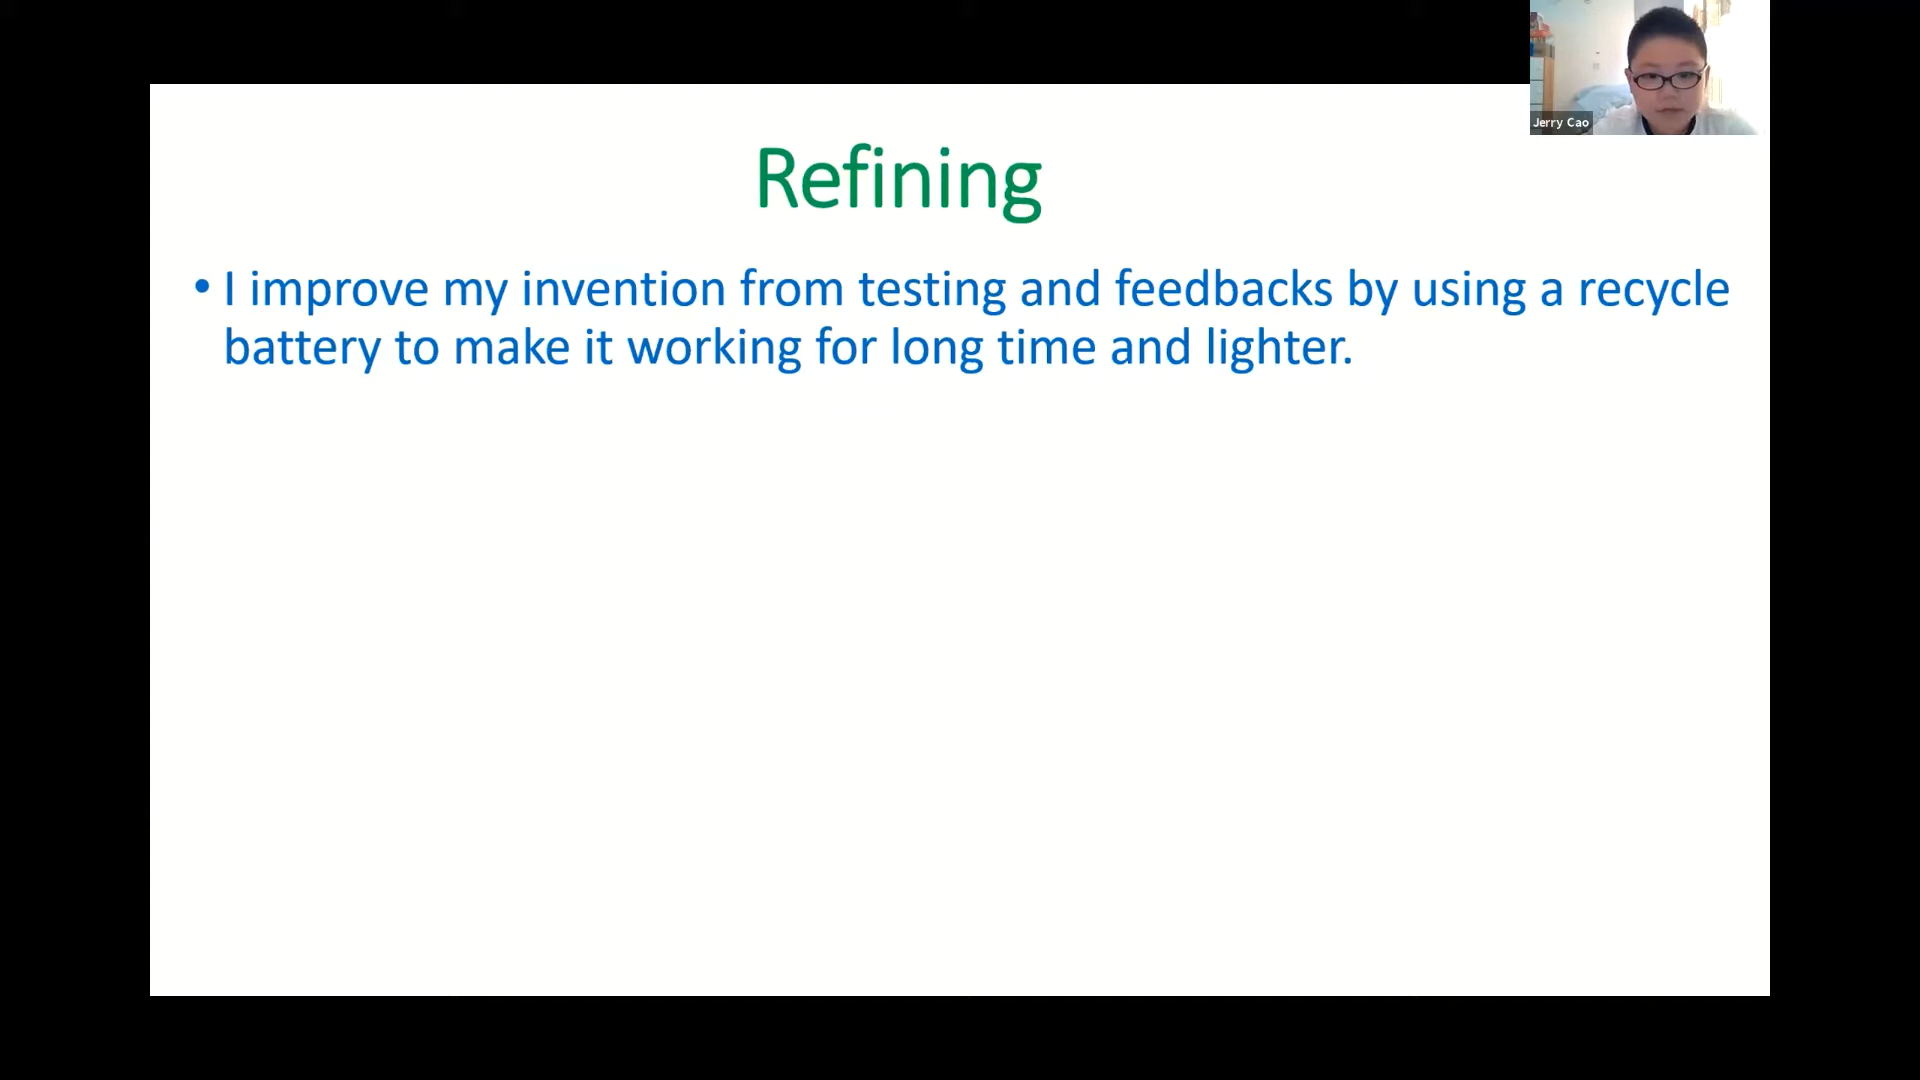 Jerry Cao
Refining
• I improve my invention from testing and feedbacks by using a recycle
battery to make it working for long time and lighter.